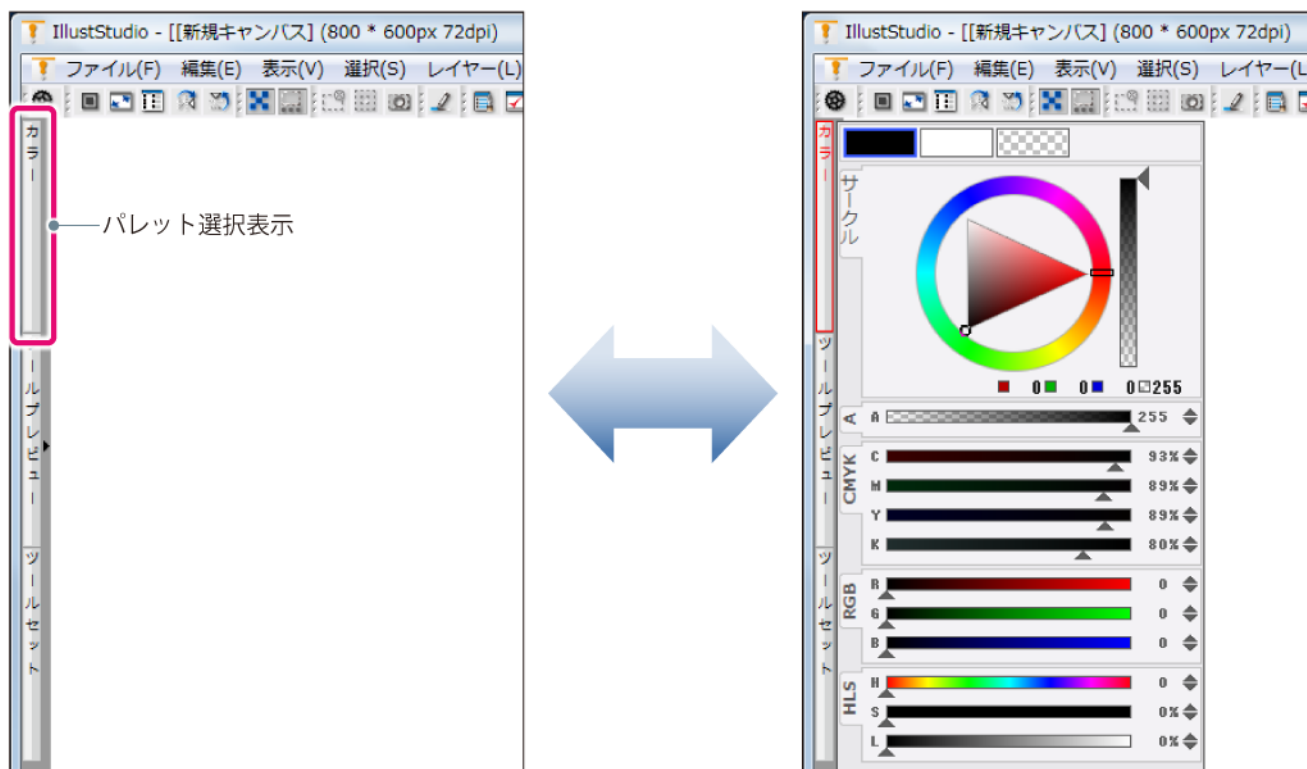 IllustStudio - [[新規キャンバス] (800 * 600px 72dpi)
ファイル(F) 編集(E) 表示(V) 選択(S) レイヤー(L)
カラー
パレット選択表示
ールプレビュー
ツールセット
IllustStudio - [[新規キャンバス] (800 * 600px 72dpi)
ファイル(F) 編集(E) 表示(V) 選択(S) レイヤー(L
カラー
ツールプレビュー
ツールセット
サークル
0 0 0 255
A A 255
CMYK
C 93%
M 89%
Y 89%
K 80%
RGB
R 0
G 0
B 0
HLS
H 0
S 0%
L 0%